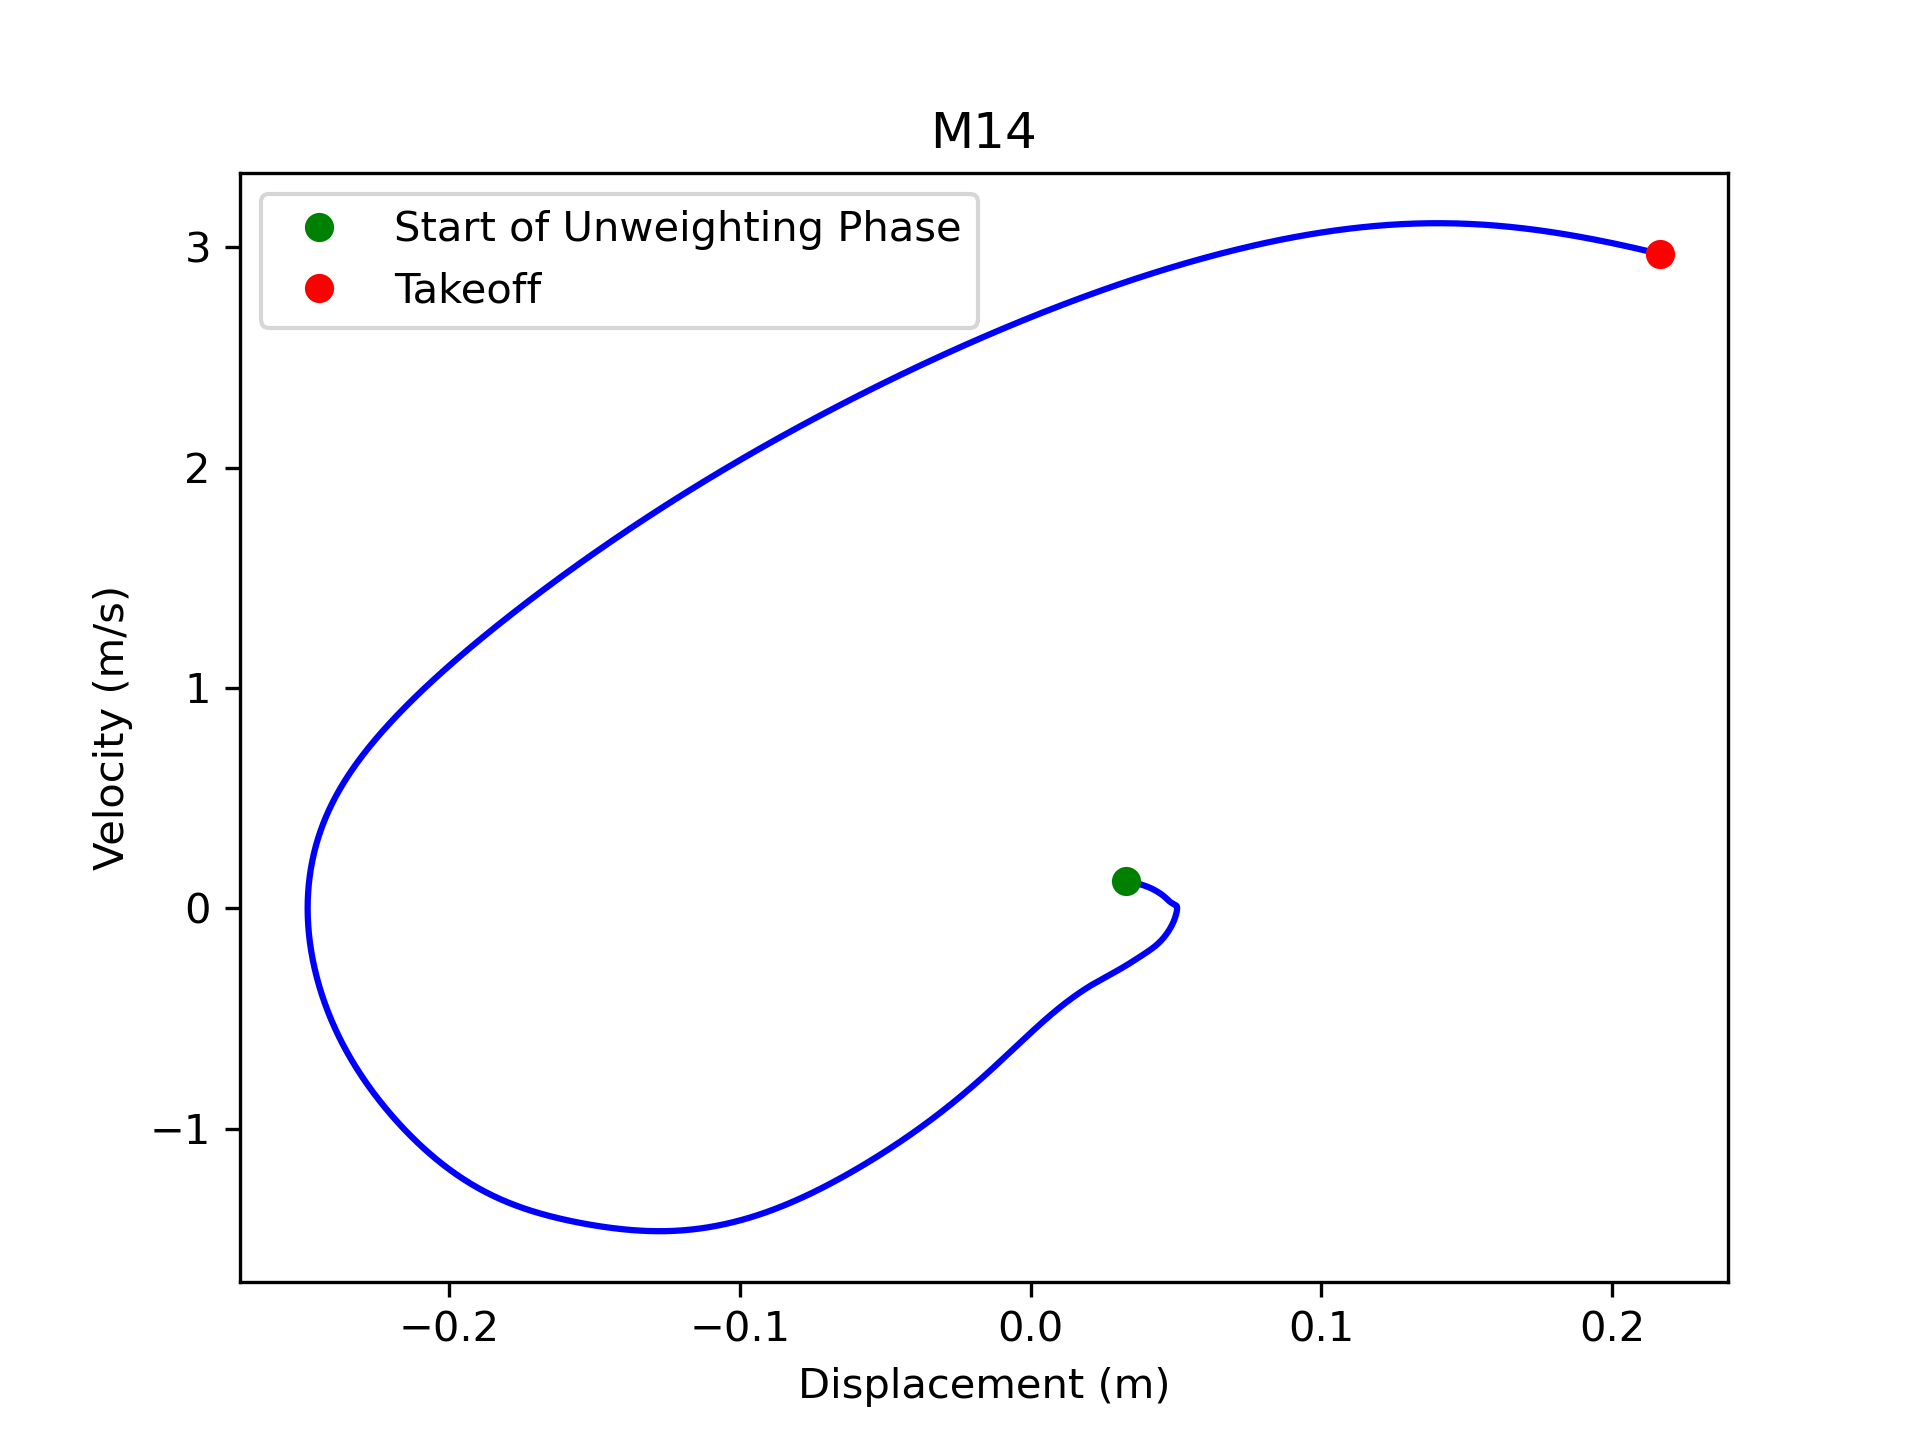 M14
Start of Unweighting Phase
Takeoff
3
2
1
0
−1
Velocity (m/s)
−0.2 −0.1 0.0 0.1 0.2
Displacement (m)